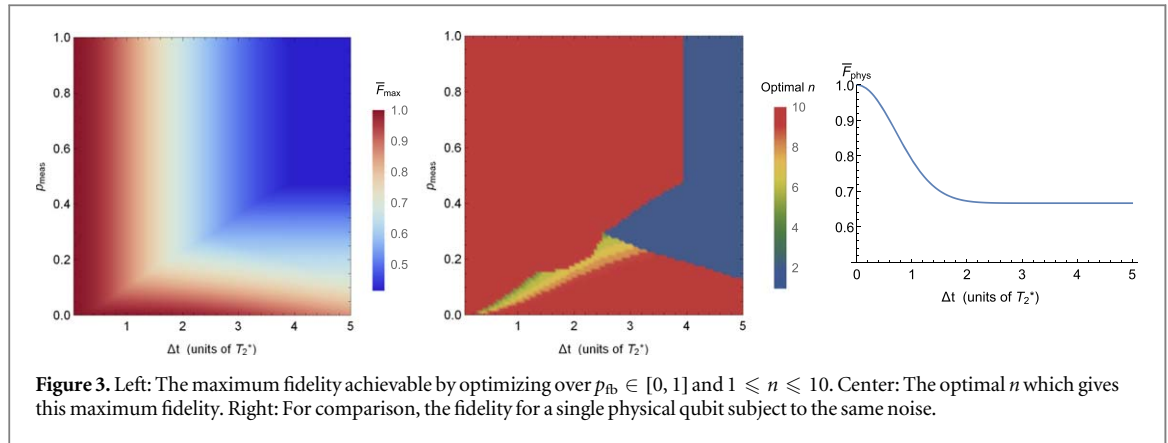 1.0
0.8
0.6
0.4
0.2
0.0
p_meas
1 2 3 4 5
Δt (units of T₂*)
F̅_max
1.0
0.9
0.8
0.7
0.6
0.5
1.0
0.8
0.6
0.4
0.2
0.0
p_meas
1 2 3 4 5
Δt (units of T₂*)
Optimal n
10
8
6
4
2
F̅_phys
1.0
0.9
0.8
0.7
0.6
0 1 2 3 4 5
Δt (units of T₂*)
Figure 3. Left: The maximum fidelity achievable by optimizing over p_fb ∈ [0, 1] and 1 ⩽ n ⩽ 10. Center: The optimal n which gives
this maximum fidelity. Right: For comparison, the fidelity for a single physical qubit subject to the same noise.